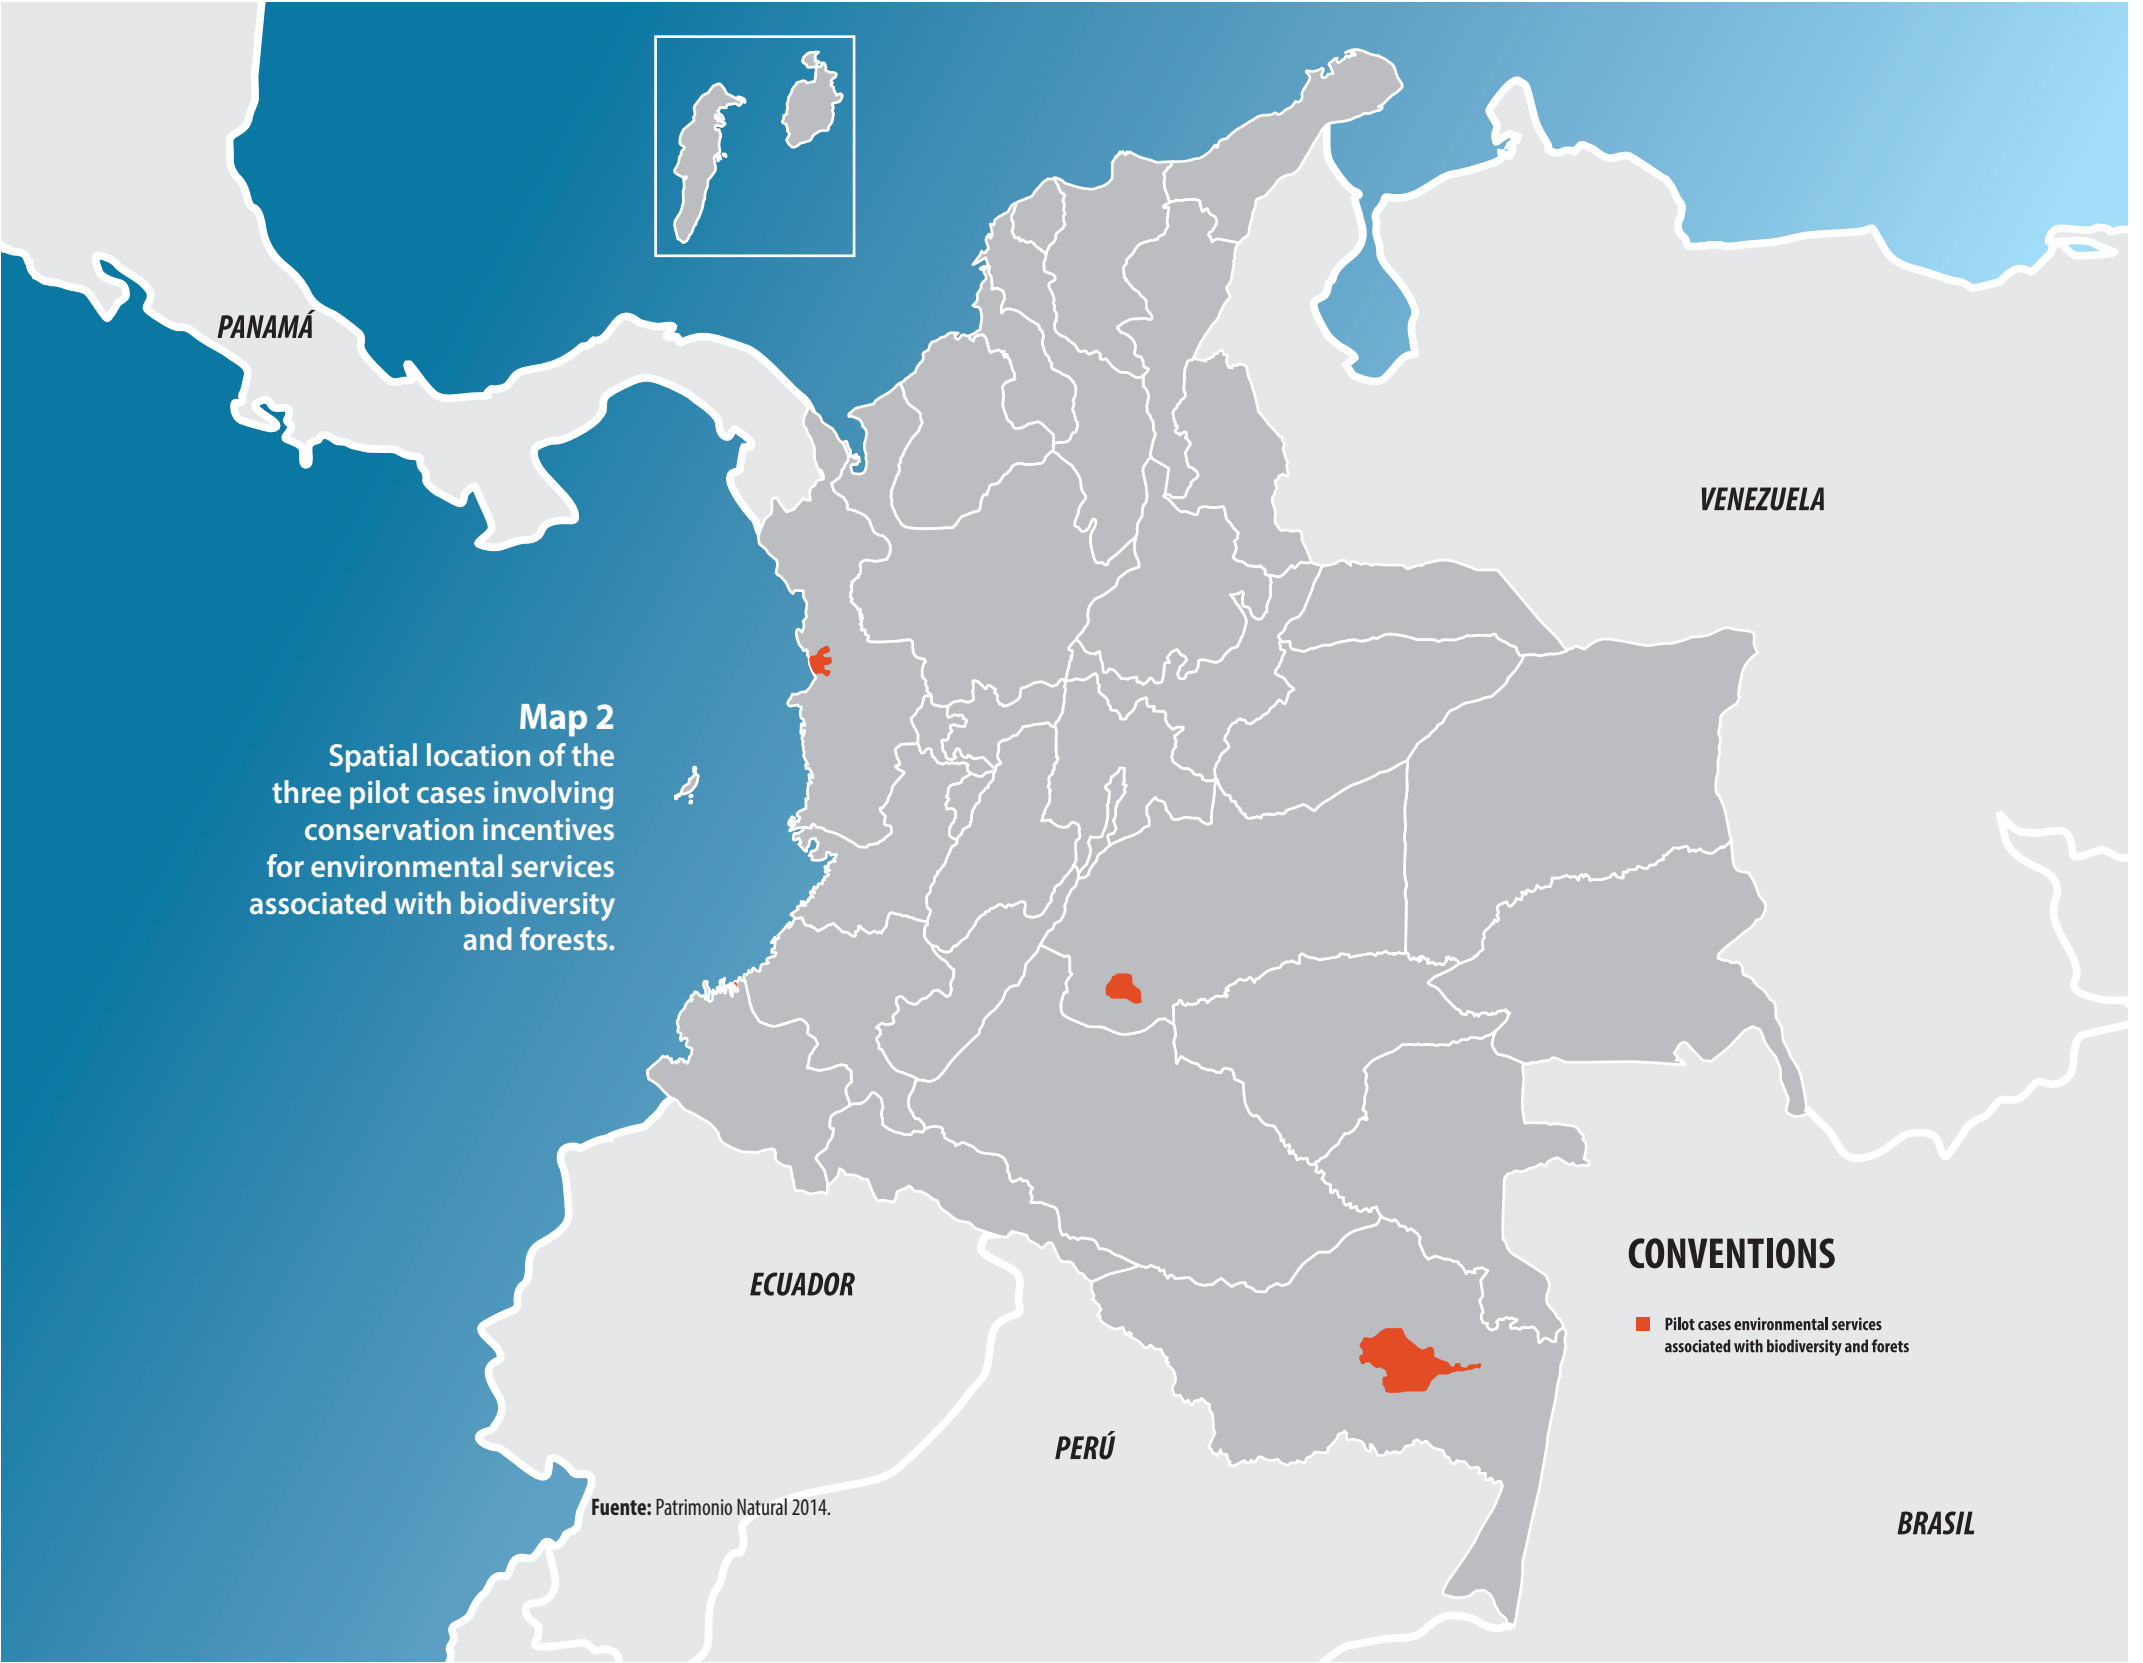 PANAMÁ
VENEZUELA
Map 2
Spatial location of the
three pilot cases involving
conservation incentives
for environmental services
associated with biodiversity
and forests.
CONVENTIONS
Pilot cases environmental services
associated with biodiversity and forets
ECUADOR
PERÚ
Fuente: Patrimonio Natural 2014.
BRASIL